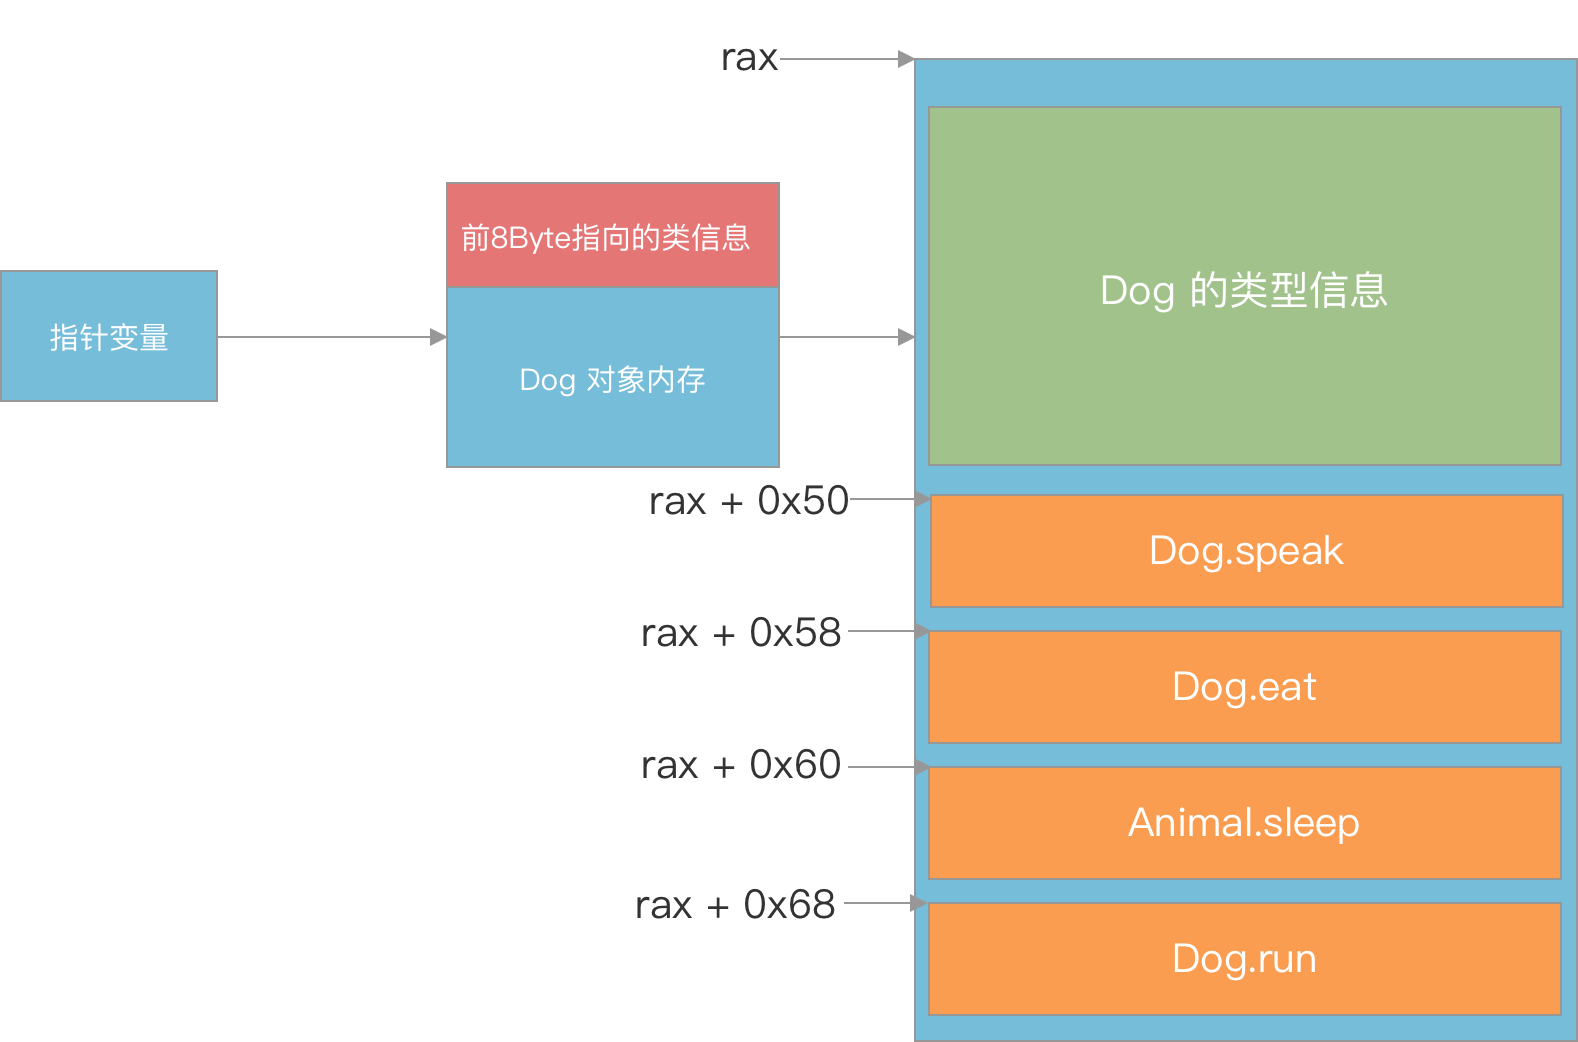 rax
前8Byte指向的类信息
指针变量
Dog 对象内存
Dog 的类型信息
rax + 0x50
Dog.speak
rax + 0x58
Dog.eat
rax + 0x60
Animal.sleep
rax + 0x68
Dog.run